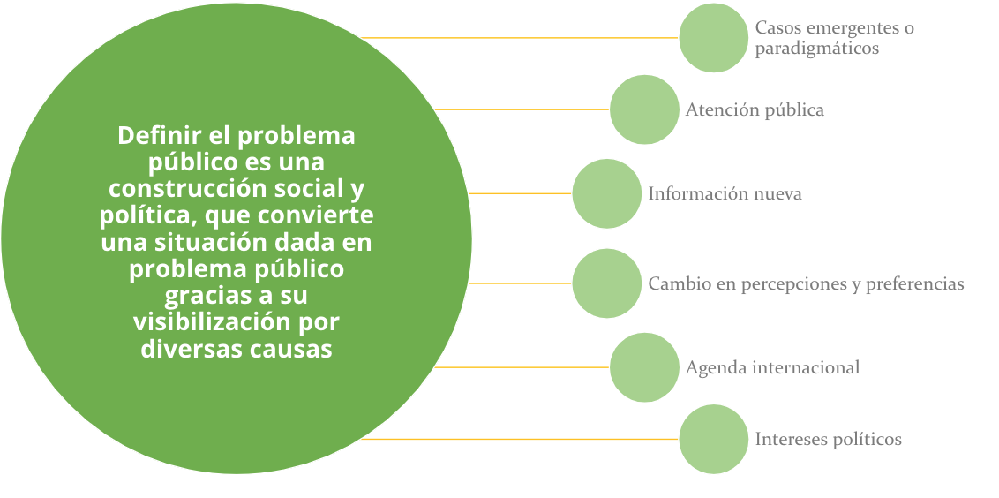 Definir el problema
público es una
construcción social y
política, que convierte
una situación dada en
problema público
gracias a su
visibilización por
diversas causas
Casos emergentes o
paradigmáticos
Atención pública
Información nueva
Cambio en percepciones y preferencias
Agenda internacional
Intereses políticos